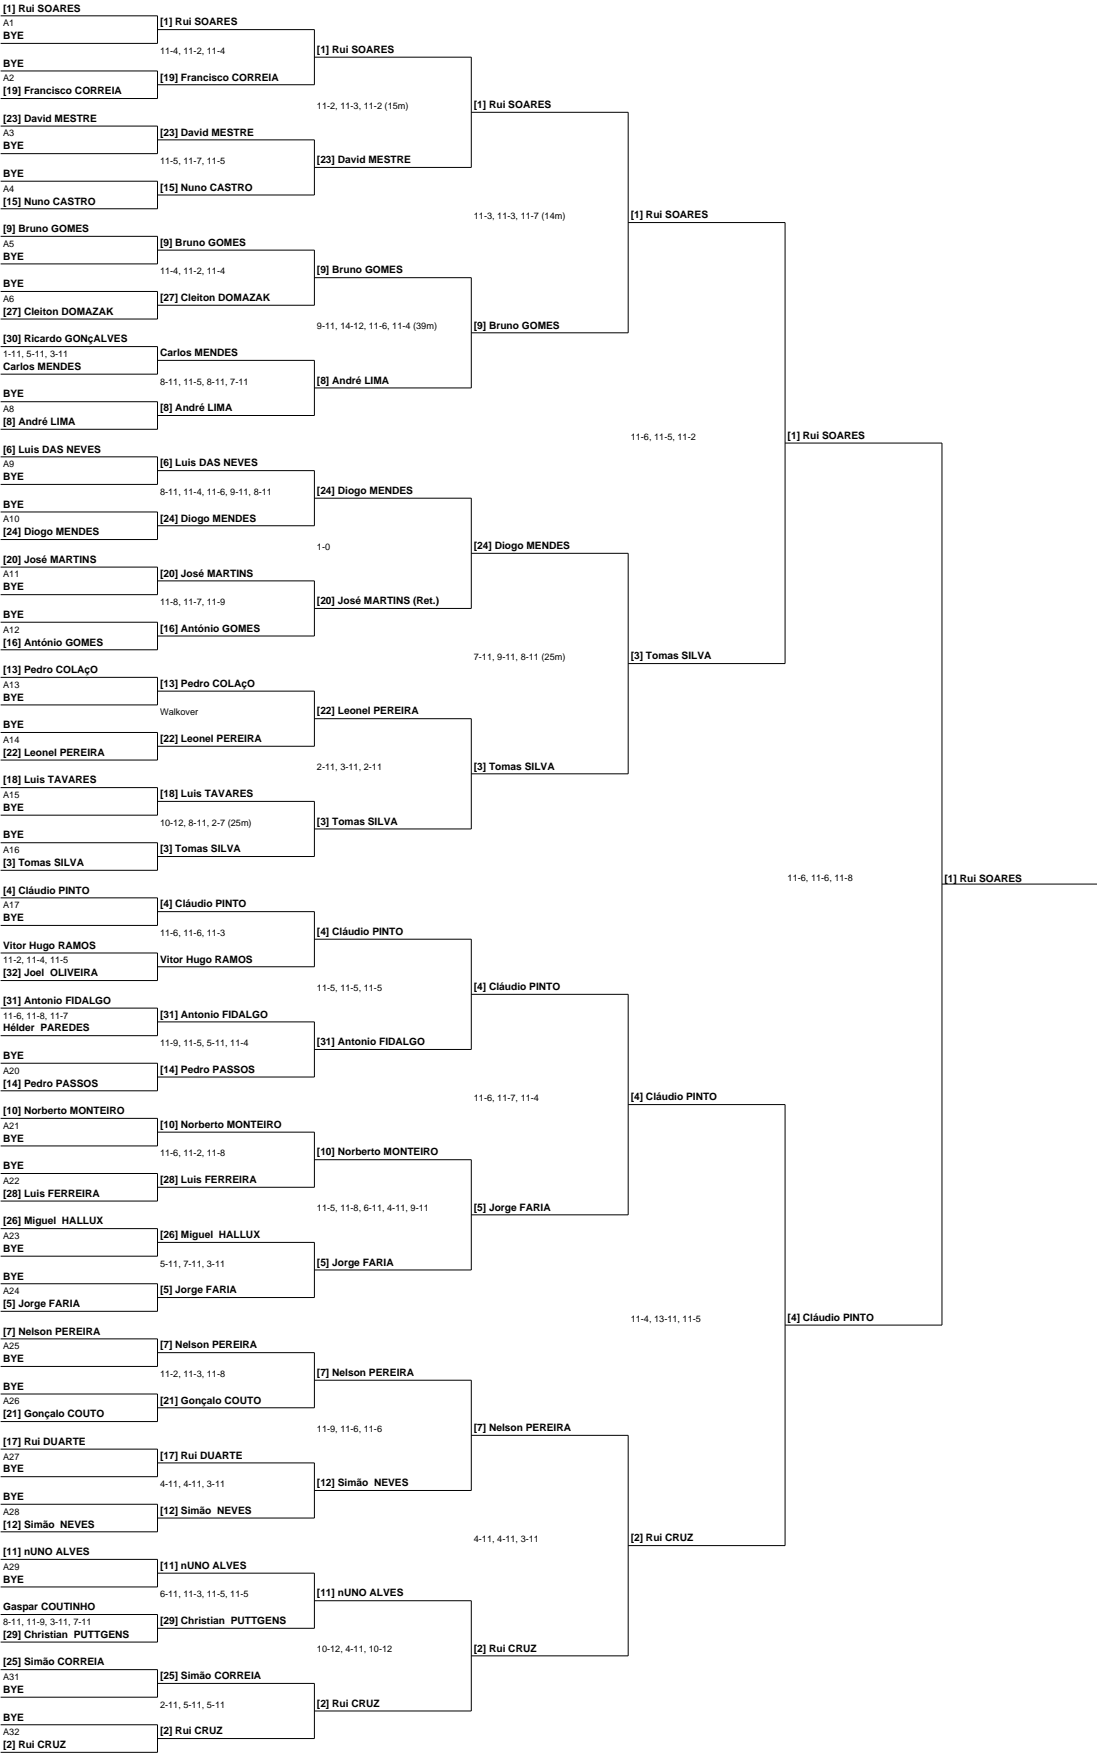 [1] Rui SOARES
A1
[1] Rui SOARES
BYE
11-4, 11-2, 11-4
[1] Rui SOARES
BYE
A2
[19] Francisco CORREIA
[19] Francisco CORREIA
11-2, 11-3, 11-2 (15m)
[1] Rui SOARES
[23] David MESTRE
A3
[23] David MESTRE
BYE
11-5, 11-7, 11-5
[23] David MESTRE
BYE
A4
[15] Nuno CASTRO
[15] Nuno CASTRO
11-3, 11-3, 11-7 (14m)
[1] Rui SOARES
[9] Bruno GOMES
A5
[9] Bruno GOMES
BYE
11-4, 11-2, 11-4
[9] Bruno GOMES
BYE
A6
[27] Cleiton DOMAZAK
[27] Cleiton DOMAZAK
9-11, 14-12, 11-6, 11-4 (39m)
[9] Bruno GOMES
[30] Ricardo GONçALVES
1-11, 5-11, 3-11
Carlos MENDES
Carlos MENDES
8-11, 11-5, 8-11, 7-11
[8] André LIMA
BYE
A8
[8] André LIMA
[8] André LIMA
11-6, 11-5, 11-2
[1] Rui SOARES
[6] Luis DAS NEVES
A9
[6] Luis DAS NEVES
BYE
8-11, 11-4, 11-6, 9-11, 8-11
[24] Diogo MENDES
BYE
A10
[24] Diogo MENDES
[24] Diogo MENDES
1-0
[24] Diogo MENDES
[20] José MARTINS
A11
[20] José MARTINS
BYE
11-8, 11-7, 11-9
[20] José MARTINS (Ret.)
BYE
A12
[16] António GOMES
[16] António GOMES
7-11, 9-11, 8-11 (25m)
[3] Tomas SILVA
[13] Pedro COLAçO
A13
[13] Pedro COLAçO
BYE
Walkover
[22] Leonel PEREIRA
BYE
A14
[22] Leonel PEREIRA
[22] Leonel PEREIRA
2-11, 3-11, 2-11
[3] Tomas SILVA
[18] Luis TAVARES
A15
[18] Luis TAVARES
BYE
10-12, 8-11, 2-7 (25m)
[3] Tomas SILVA
BYE
A16
[3] Tomas SILVA
[3] Tomas SILVA
11-6, 11-6, 11-8
[1] Rui SOARES
[4] Cláudio PINTO
A17
[4] Cláudio PINTO
BYE
11-6, 11-6, 11-3
[4] Cláudio PINTO
Vitor Hugo RAMOS
11-2, 11-4, 11-5
Vitor Hugo RAMOS
[32] Joel OLIVEIRA
11-5, 11-5, 11-5
[4] Cláudio PINTO
[31] Antonio FIDALGO
11-6, 11-8, 11-7
[31] Antonio FIDALGO
Hélder PAREDES
11-9, 11-5, 5-11, 11-4
[31] Antonio FIDALGO
BYE
A20
[14] Pedro PASSOS
[14] Pedro PASSOS
11-6, 11-7, 11-4
[4] Cláudio PINTO
[10] Norberto MONTEIRO
A21
[10] Norberto MONTEIRO
BYE
11-6, 11-2, 11-8
[10] Norberto MONTEIRO
BYE
A22
[28] Luis FERREIRA
[28] Luis FERREIRA
11-5, 11-8, 6-11, 4-11, 9-11
[5] Jorge FARIA
[26] Miguel HALLUX
A23
[26] Miguel HALLUX
BYE
5-11, 7-11, 3-11
[5] Jorge FARIA
BYE
A24
[5] Jorge FARIA
[5] Jorge FARIA
11-4, 13-11, 11-5
[4] Cláudio PINTO
[7] Nelson PEREIRA
A25
[7] Nelson PEREIRA
BYE
11-2, 11-3, 11-8
[7] Nelson PEREIRA
BYE
A26
[21] Gonçalo COUTO
[21] Gonçalo COUTO
11-9, 11-6, 11-6
[7] Nelson PEREIRA
[17] Rui DUARTE
A27
[17] Rui DUARTE
BYE
4-11, 4-11, 3-11
[12] Simão NEVES
BYE
A28
[12] Simão NEVES
[12] Simão NEVES
4-11, 4-11, 3-11
[2] Rui CRUZ
[11] nUNO ALVES
A29
[11] nUNO ALVES
BYE
6-11, 11-3, 11-5, 11-5
[11] nUNO ALVES
Gaspar COUTINHO
8-11, 11-9, 3-11, 7-11
[29] Christian PUTTGENS
[29] Christian PUTTGENS
10-12, 4-11, 10-12
[2] Rui CRUZ
[25] Simão CORREIA
A31
[25] Simão CORREIA
BYE
2-11, 5-11, 5-11
[2] Rui CRUZ
BYE
A32
[2] Rui CRUZ
[2] Rui CRUZ